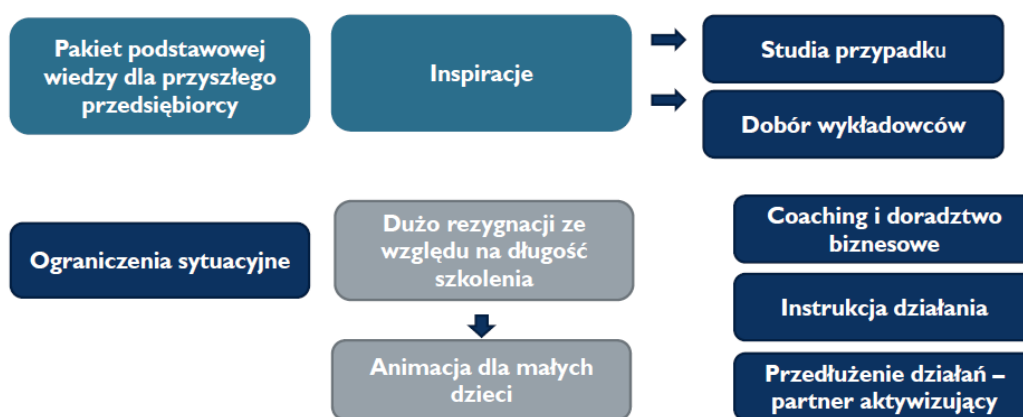 Pakiet podstawowej
wiedzy dla przyszłego
przedsiębiorcy
Inspiracje
Studia przypadku
Dobór wykładowców
Ograniczenia sytuacyjne
Dużo rezygnacji ze
względu na długość
szkolenia
Animacja dla małych
dzieci
Coaching i doradztwo
biznesowe
Instrukcja działania
Przedłużenie działań –
partner aktywizujący